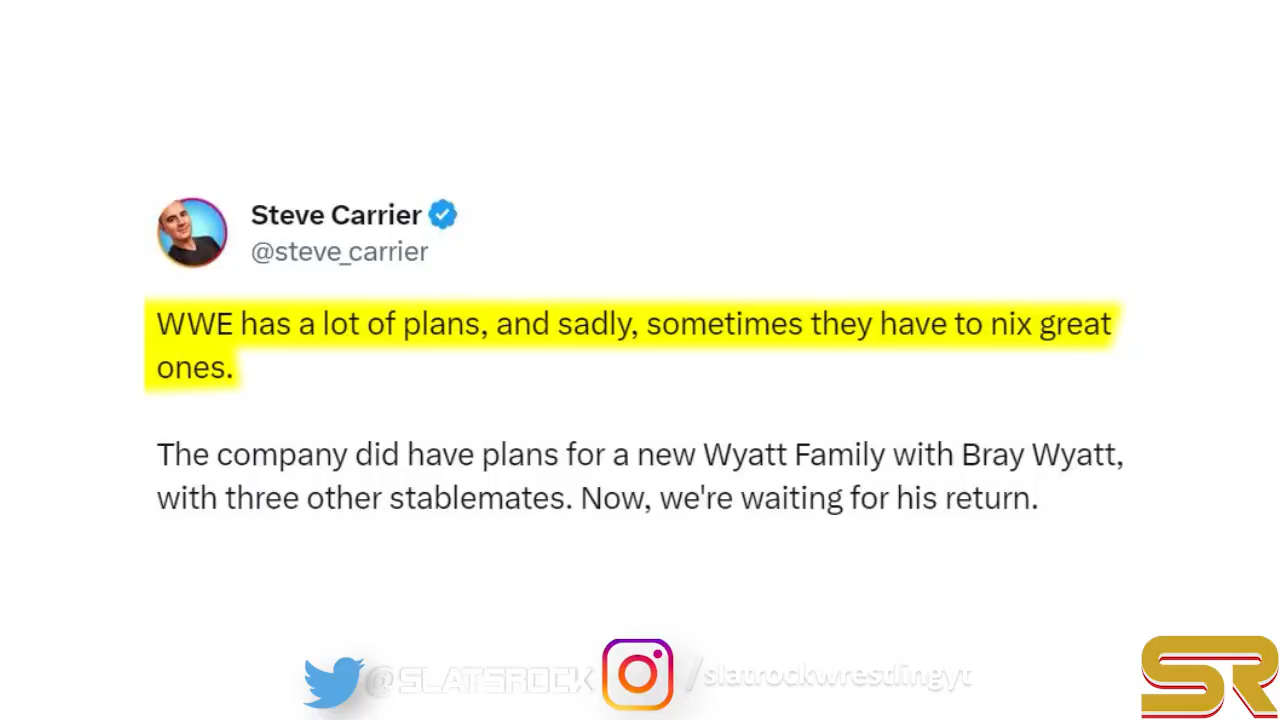 Steve Carrier
@steve_carrier
WWE has a lot of plans, and sadly, sometimes they have to nix great
ones.
The company did have plans for a new Wyatt Family with Bray Wyatt,
with three other stablemates. Now, we're waiting for his return.
@SLATSROCK /slatrockwrestlingyt
SR